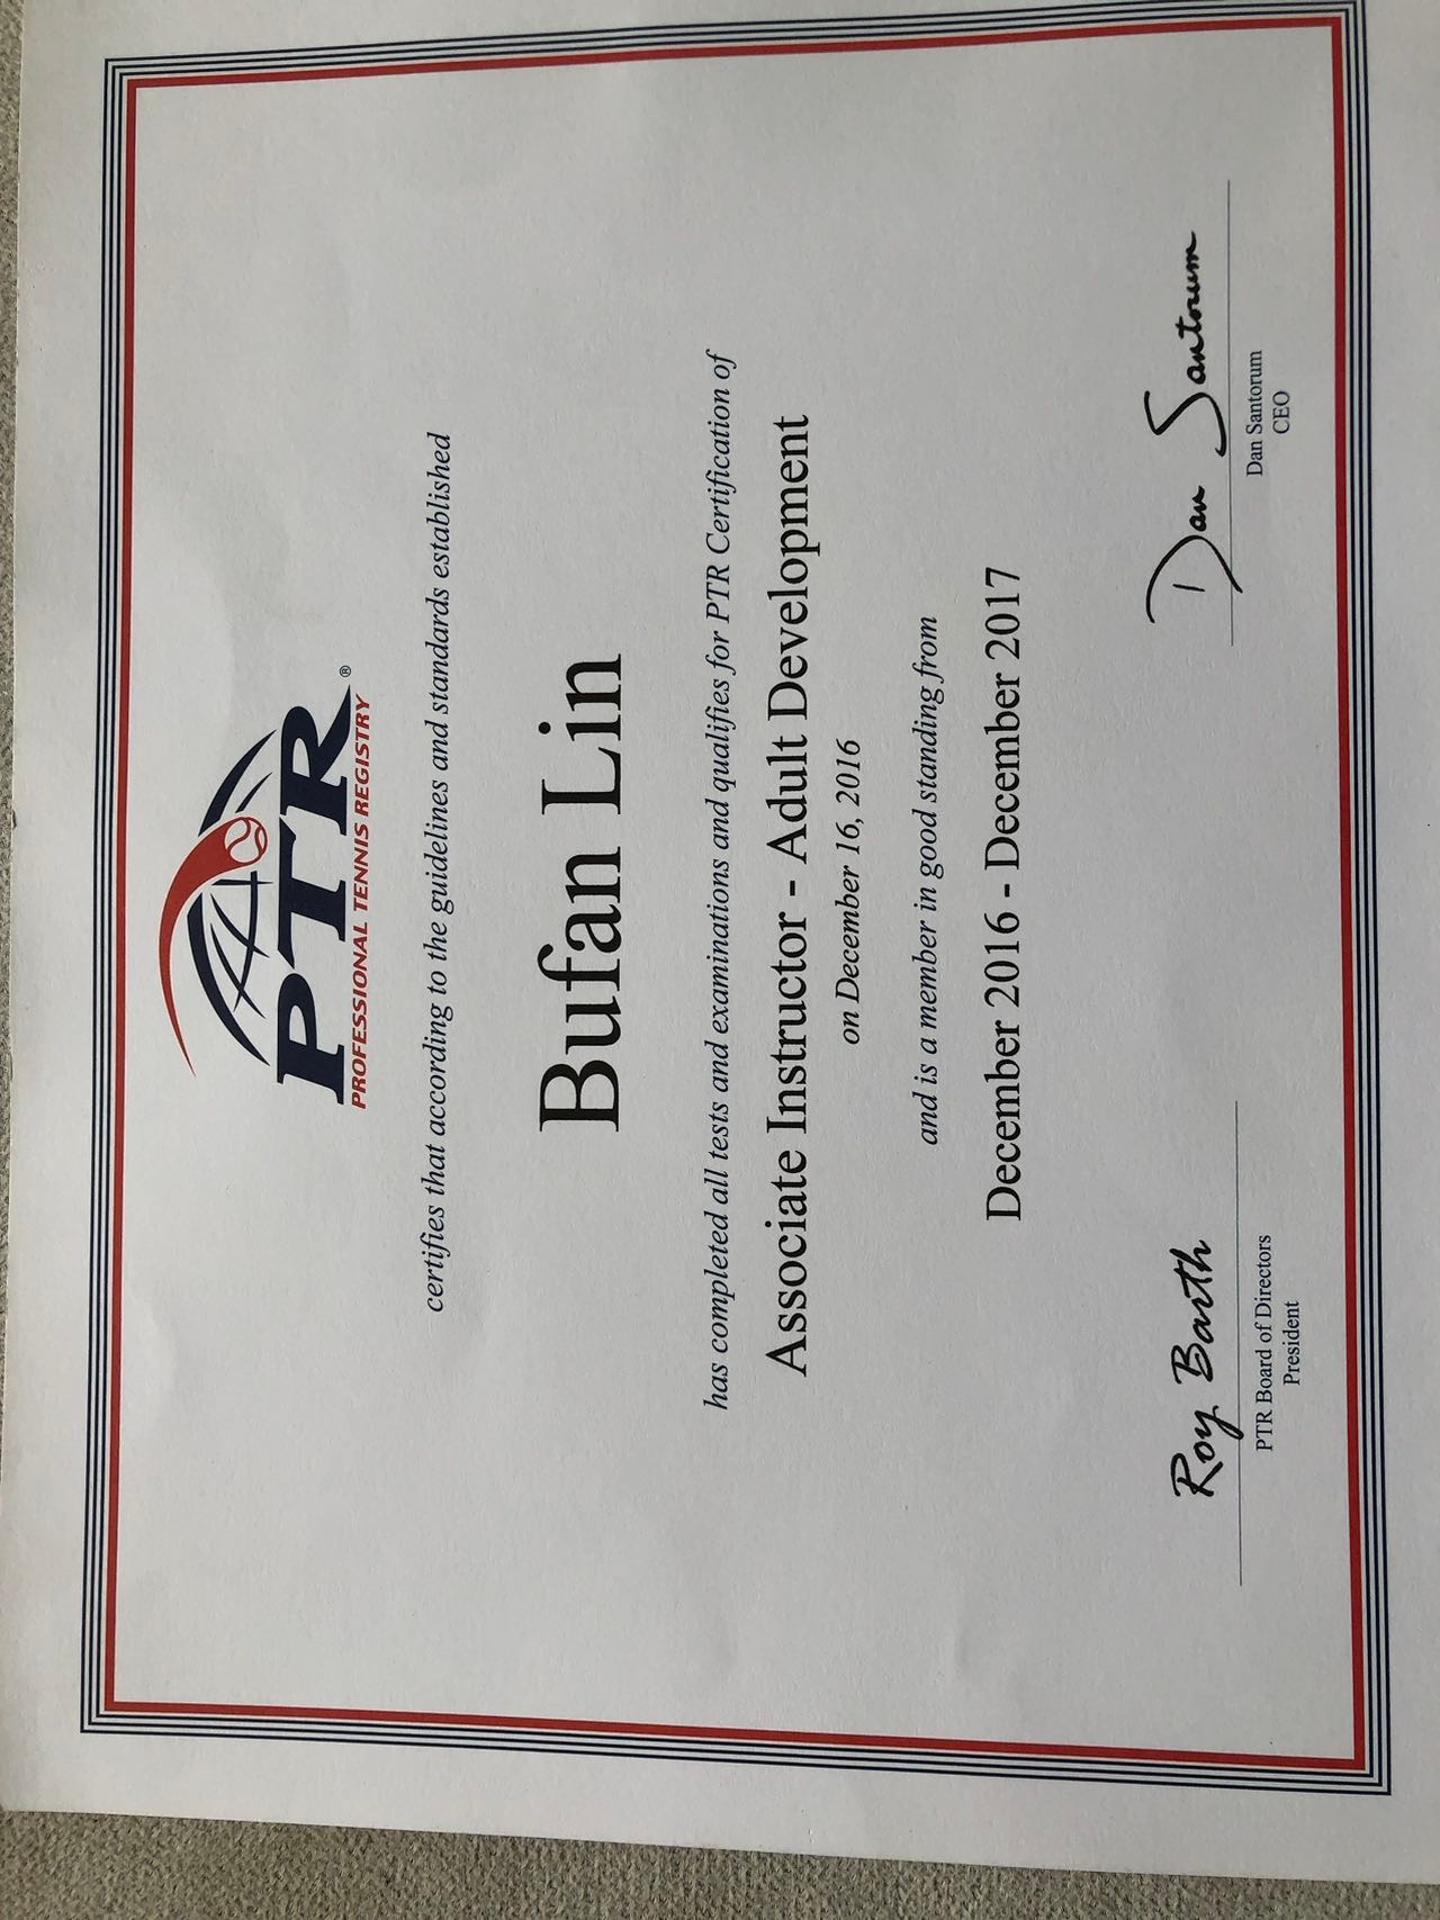 PTR®
PROFESSIONAL TENNIS REGISTRY
certifies that according to the guidelines and standards established
Bufan Lin
has completed all tests and examinations and qualifies for PTR Certification of
Associate Instructor - Adult Development
on December 16, 2016
and is a member in good standing from
December 2016 - December 2017
Roy Barth
PTR Board of Directors
President
Dan Santorum
Dan Santorum
CEO